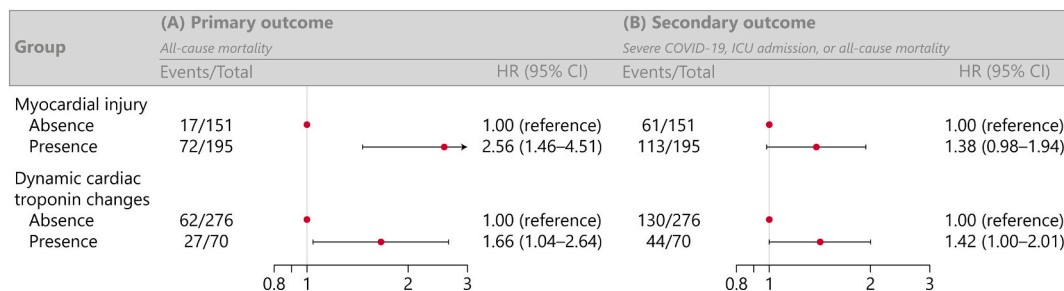 Group (A) Primary outcome (B) Secondary outcome
All-cause mortality Severe COVID-19, ICU admission, or all-cause mortality
Events/Total HR (95% CI) Events/Total HR (95% CI)
Myocardial injury
Absence 17/151 1.00 (reference) 61/151 1.00 (reference)
Presence 72/195 2.56 (1.46–4.51) 113/195 1.38 (0.98–1.94)
Dynamic cardiac
troponin changes
Absence 62/276 1.00 (reference) 130/276 1.00 (reference)
Presence 27/70 1.66 (1.04–2.64) 44/70 1.42 (1.00–2.01)
0.8 1 2 3 0.8 1 2 3